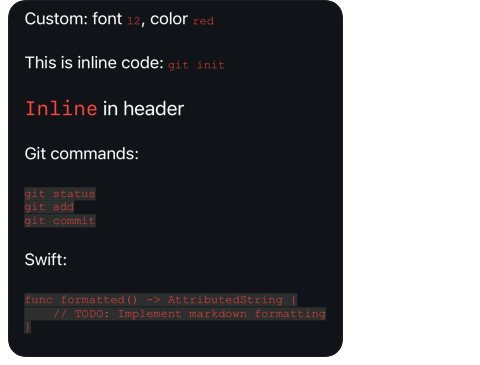 Custom: font 12, color red
This is inline code: git init
Inline in header
Git commands:
git status
git add
git commit
Swift:
func formatted() -> AttributedString {
    // TODO: Implement markdown formatting
}